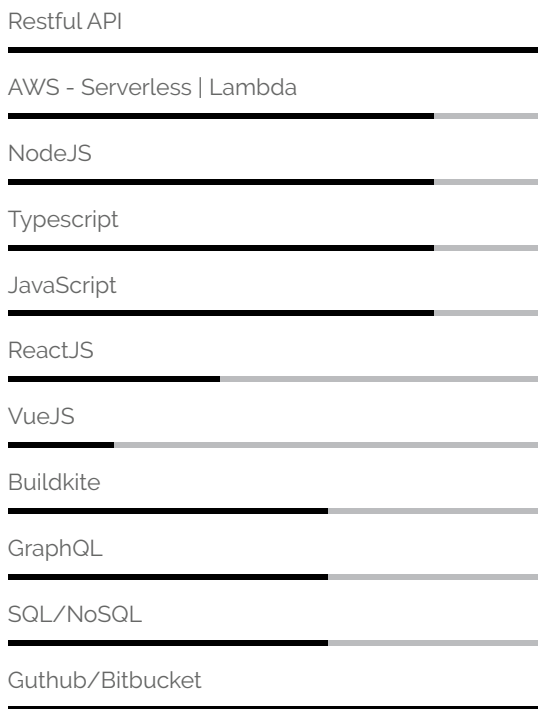 Restful API
AWS - Serverless | Lambda
NodeJS
Typescript
JavaScript
ReactJS
VueJS
Buildkite
GraphQL
SQL/NoSQL
Guthub/Bitbucket